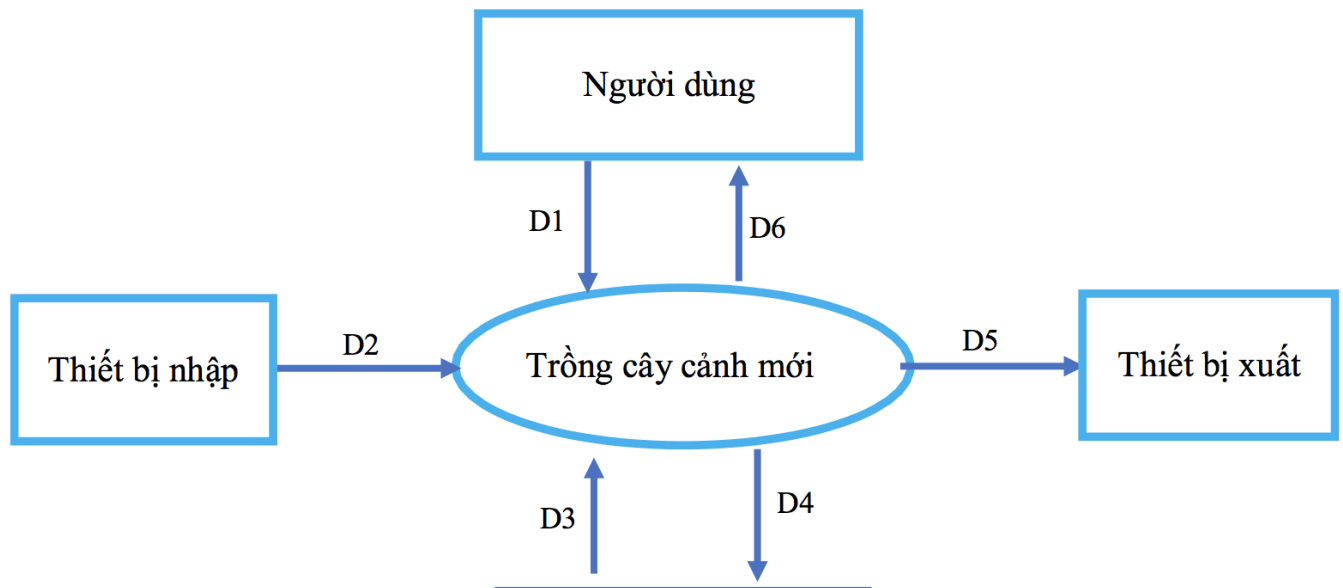 Người dùng
D1
D6
Thiết bị nhập
D2
Trồng cây cảnh mới
D5
Thiết bị xuất
D3
D4